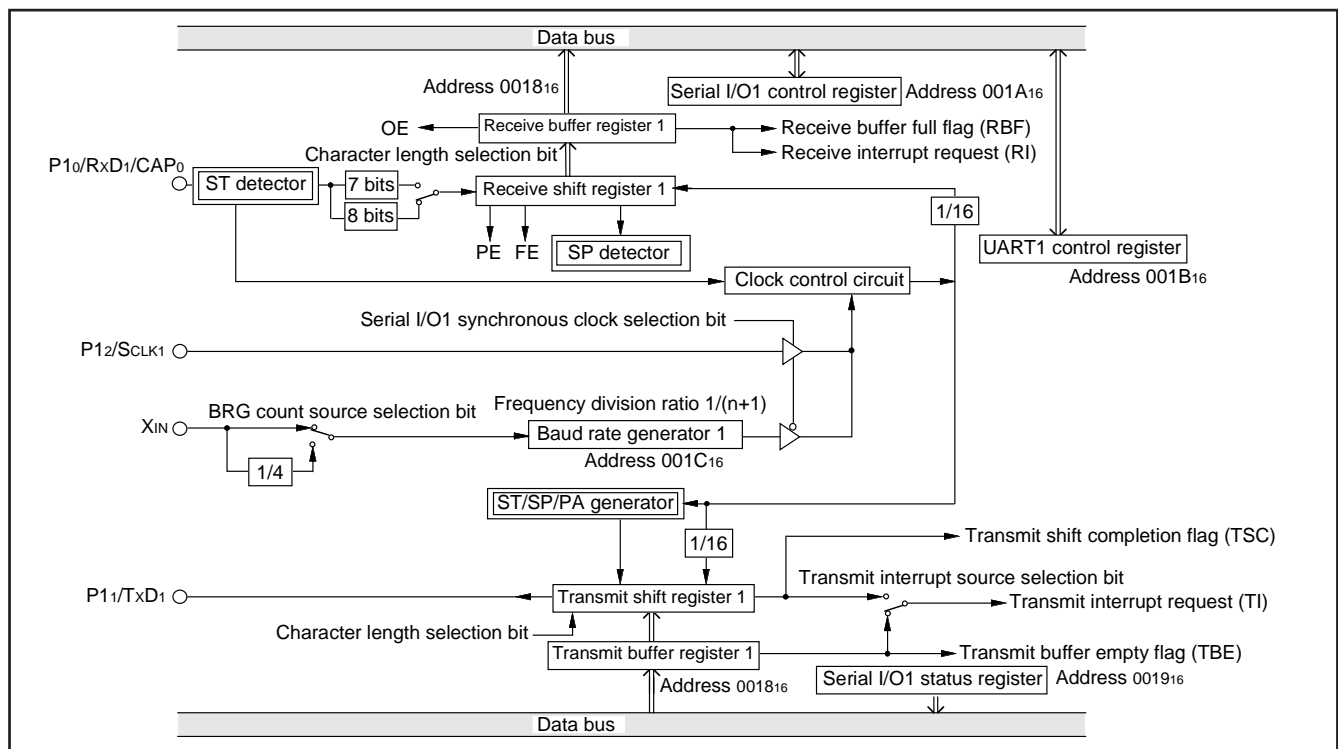 Data bus
Address 0018₁₆
Serial I/O1 control register
Address 001A₁₆
OE
Receive buffer register 1
Receive buffer full flag (RBF)
Receive interrupt request (RI)
Character length selection bit
P1₀/RxD₁/CAP₀
ST detector
7 bits
8 bits
Receive shift register 1
1/16
PE
FE
SP detector
UART1 control register
Address 001B₁₆
Clock control circuit
Serial I/O1 synchronous clock selection bit
P1₂/SCLK1
BRG count source selection bit
Frequency division ratio 1/(n+1)
XIN
Baud rate generator 1
Address 001C₁₆
1/4
ST/SP/PA generator
1/16
Transmit shift completion flag (TSC)
Transmit interrupt source selection bit
P1₁/TxD₁
Transmit shift register 1
Transmit interrupt request (TI)
Character length selection bit
Transmit buffer register 1
Transmit buffer empty flag (TBE)
Address 0018₁₆
Serial I/O1 status register
Address 0019₁₆
Data bus